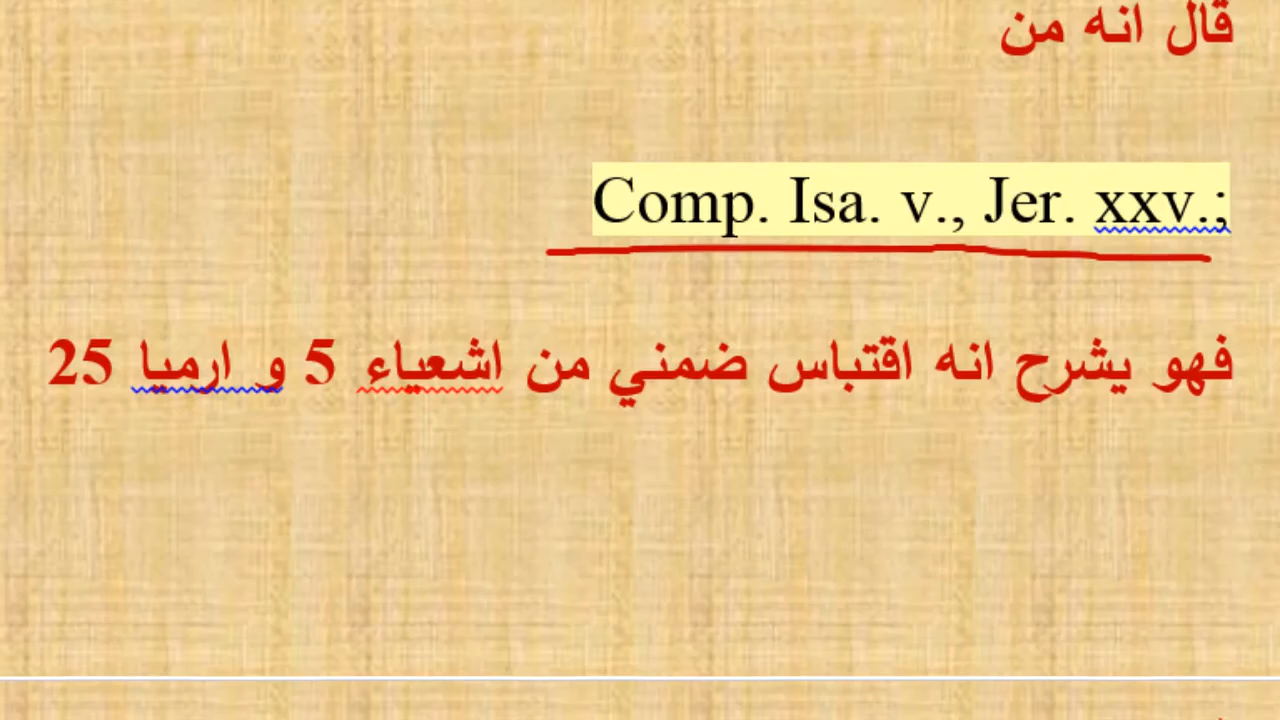 قال انه من
Comp. Isa. v., Jer. xxv.;
فهو يشرح انه اقتباس ضمني من اشعياء 5 و ارميا 25